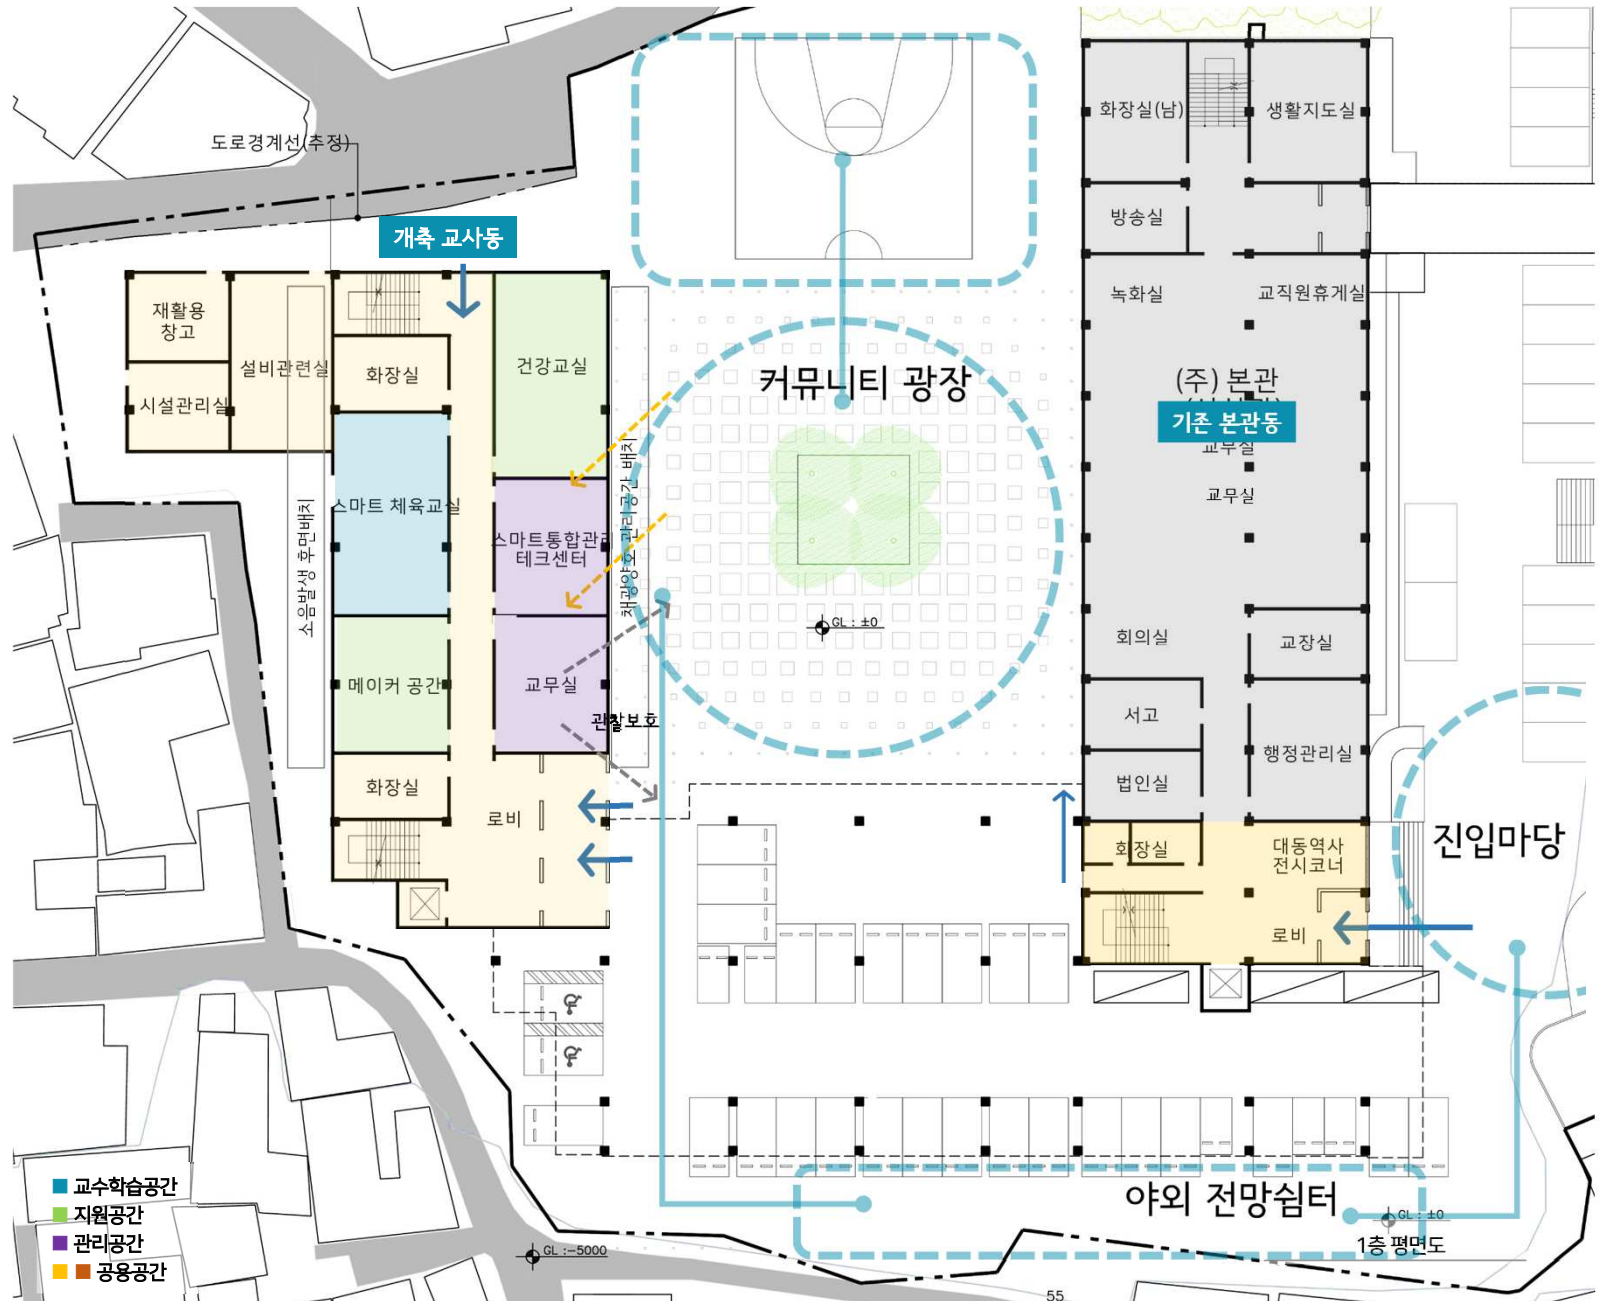 화장실(남)
생활지도실
도로경계선(추정)
방송실
개축 교사동
녹화실
교직원휴게실
재활용
창고
설비관련실
건강교실
화장실
커뮤니티 광장
(주) 본관
시설관리실
기존 본관동
교무실
교무실
스마트 체육교실
소음발생 후면배치
채광양호 관리공간 배치
스마트통합관리
테크센터
GL : ±0
회의실
교장실
메이커 공간
교무실
관찰보호
서고
행정관리실
법인실
화장실
로비
화장실
대동역사
전시코너
진입마당
로비
교수학습공간
지원공간
관리공간
공용공간
야외 전망쉼터
GL : ±0
1층 평면도
GL :-5000
55